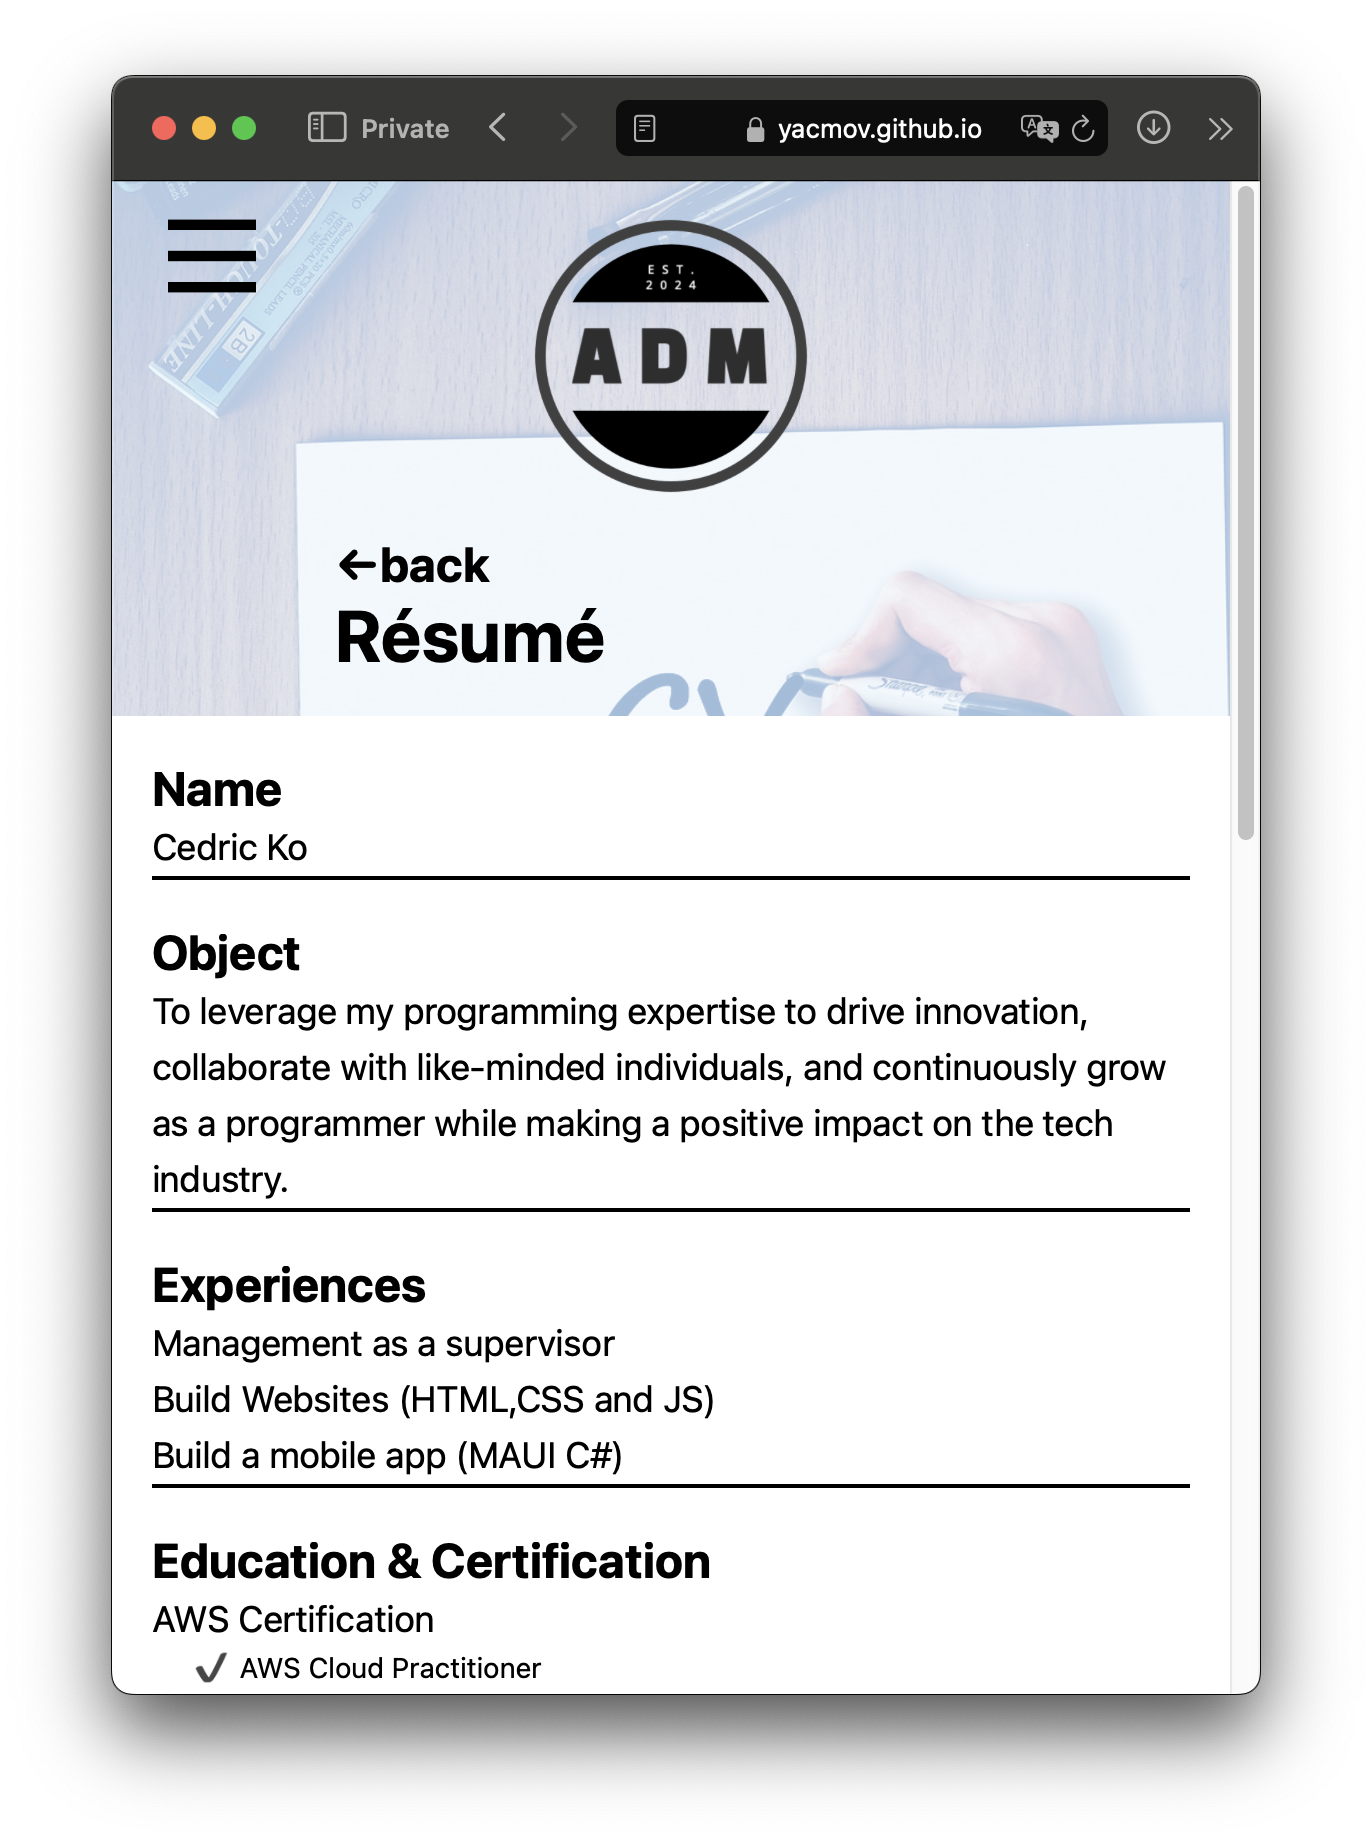 Private
yacmov.github.io
EST.
2024
ADM
2B
←back
Résumé
CV
Name
Cedric Ko
Object
To leverage my programming expertise to drive innovation,
collaborate with like-minded individuals, and continuously grow
as a programmer while making a positive impact on the tech
industry.
Experiences
Management as a supervisor
Build Websites (HTML,CSS and JS)
Build a mobile app (MAUI C#)
Education & Certification
AWS Certification
✔ AWS Cloud Practitioner